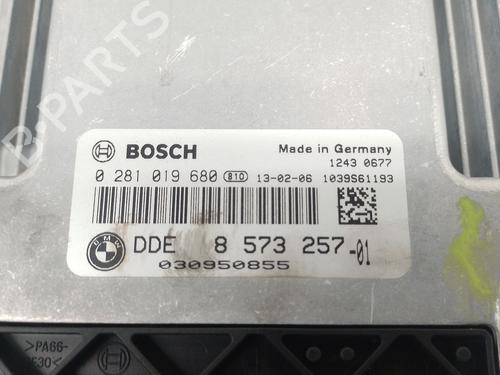 B-PARTS
BOSCH
Made in Germany
1243 0677
0 281 019 680 810 13-02-06 1039S61193
BMW
DDE 8 573 257-01
030950855
>PA66-